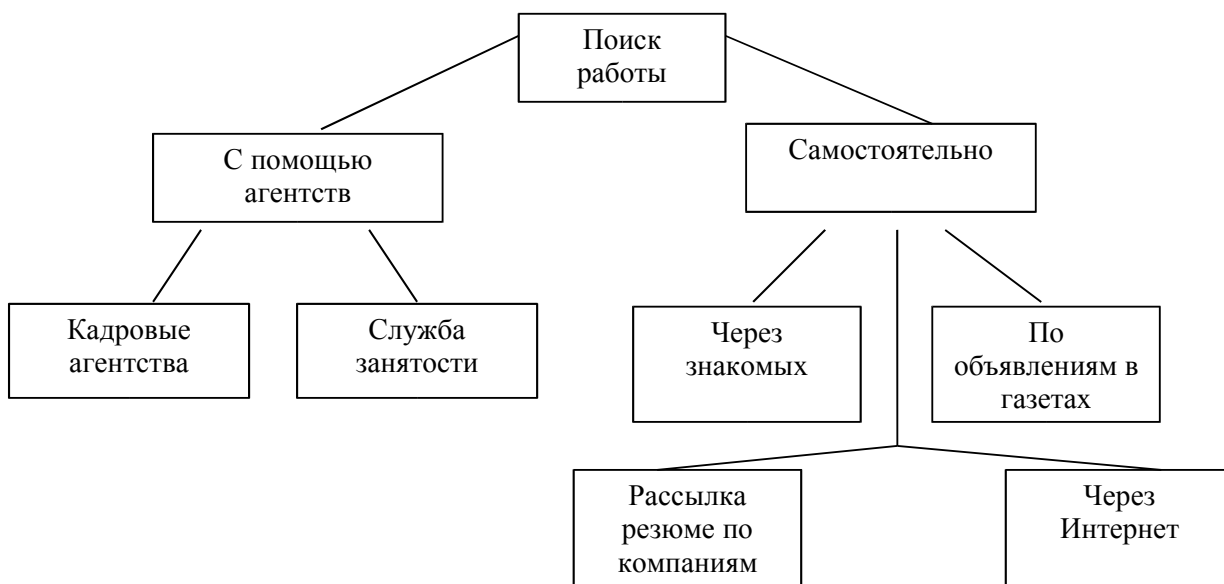 Поиск
работы
С помощью
агентств
Самостоятельно
Кадровые
агентства
Служба
занятости
Через
знакомых
По
объявлениям в
газетах
Рассылка
резюме по
компаниям
Через
Интернет